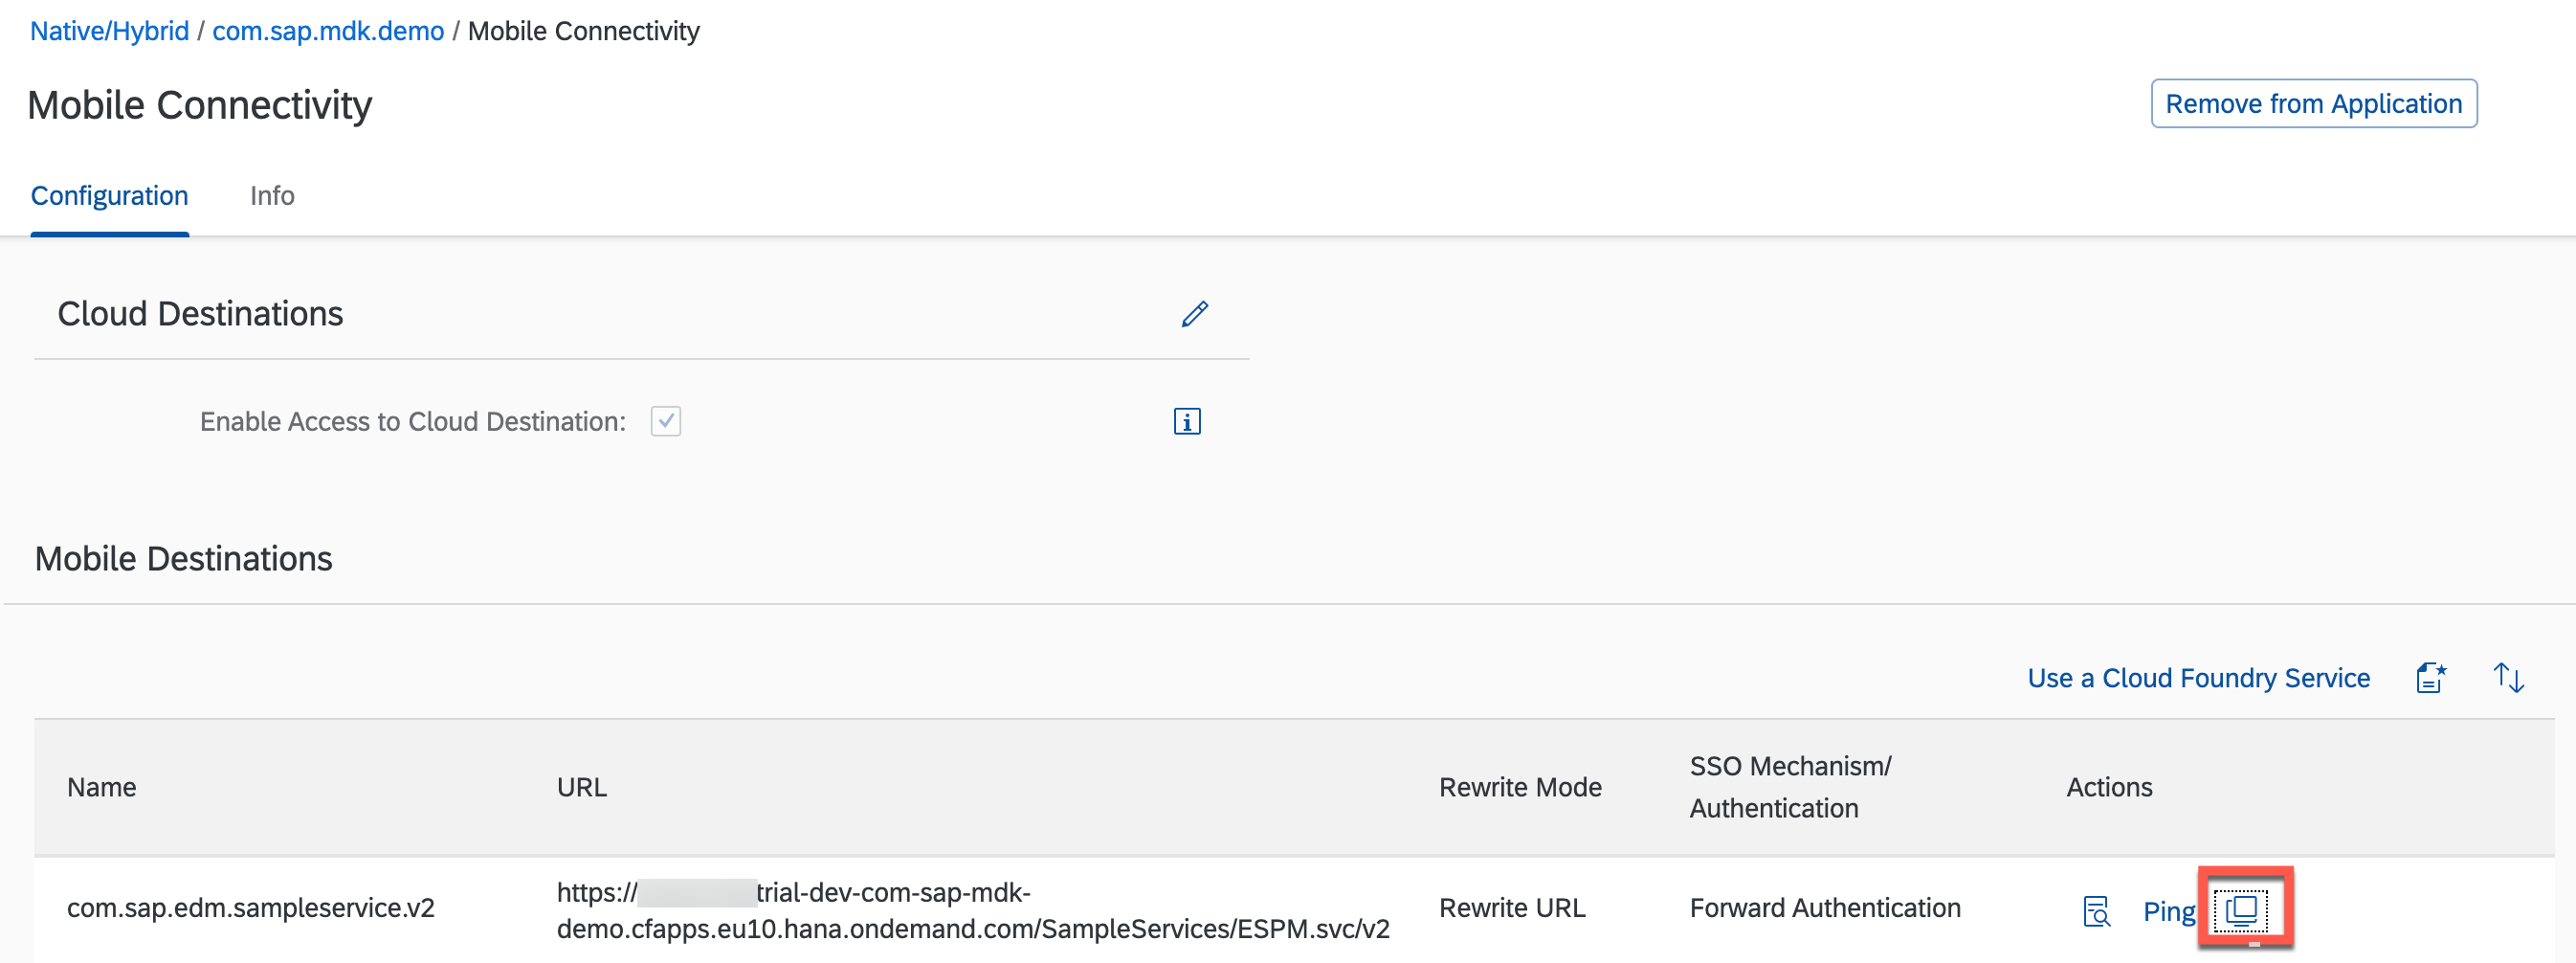 Native/Hybrid / com.sap.mdk.demo / Mobile Connectivity
Mobile Connectivity
Remove from Application
Configuration
Info
Cloud Destinations
Enable Access to Cloud Destination:
Mobile Destinations
Use a Cloud Foundry Service
Name
URL
Rewrite Mode
SSO Mechanism/
Authentication
Actions
com.sap.edm.sampleservice.v2
https:// trial-dev-com-sap-mdk-
demo.cfapps.eu10.hana.ondemand.com/SampleServices/ESPM.svc/v2
Rewrite URL
Forward Authentication
Ping